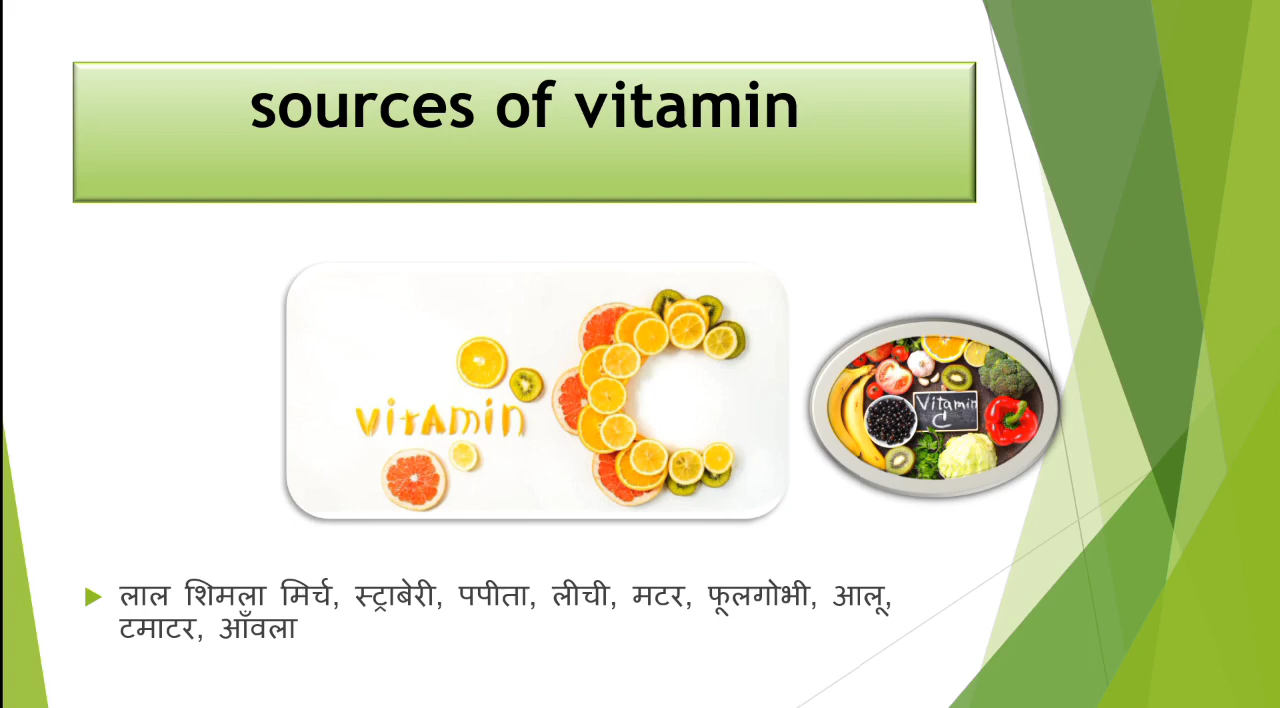 sources of vitamin
vitamin
Vitamin
C
लाल शिमला मिर्च, स्ट्राबेरी, पपीता, लीची, मटर, फूलगोभी, आलू,
टमाटर, आँवला